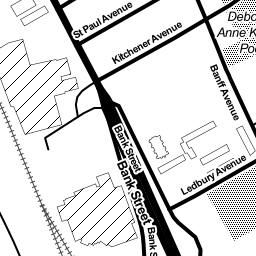 St Paul Avenue
Debo
Anne K
Po
Kitchener Avenue
Banff Avenue
Bank Street
Bank Street
Bank S
Ledbury Avenue